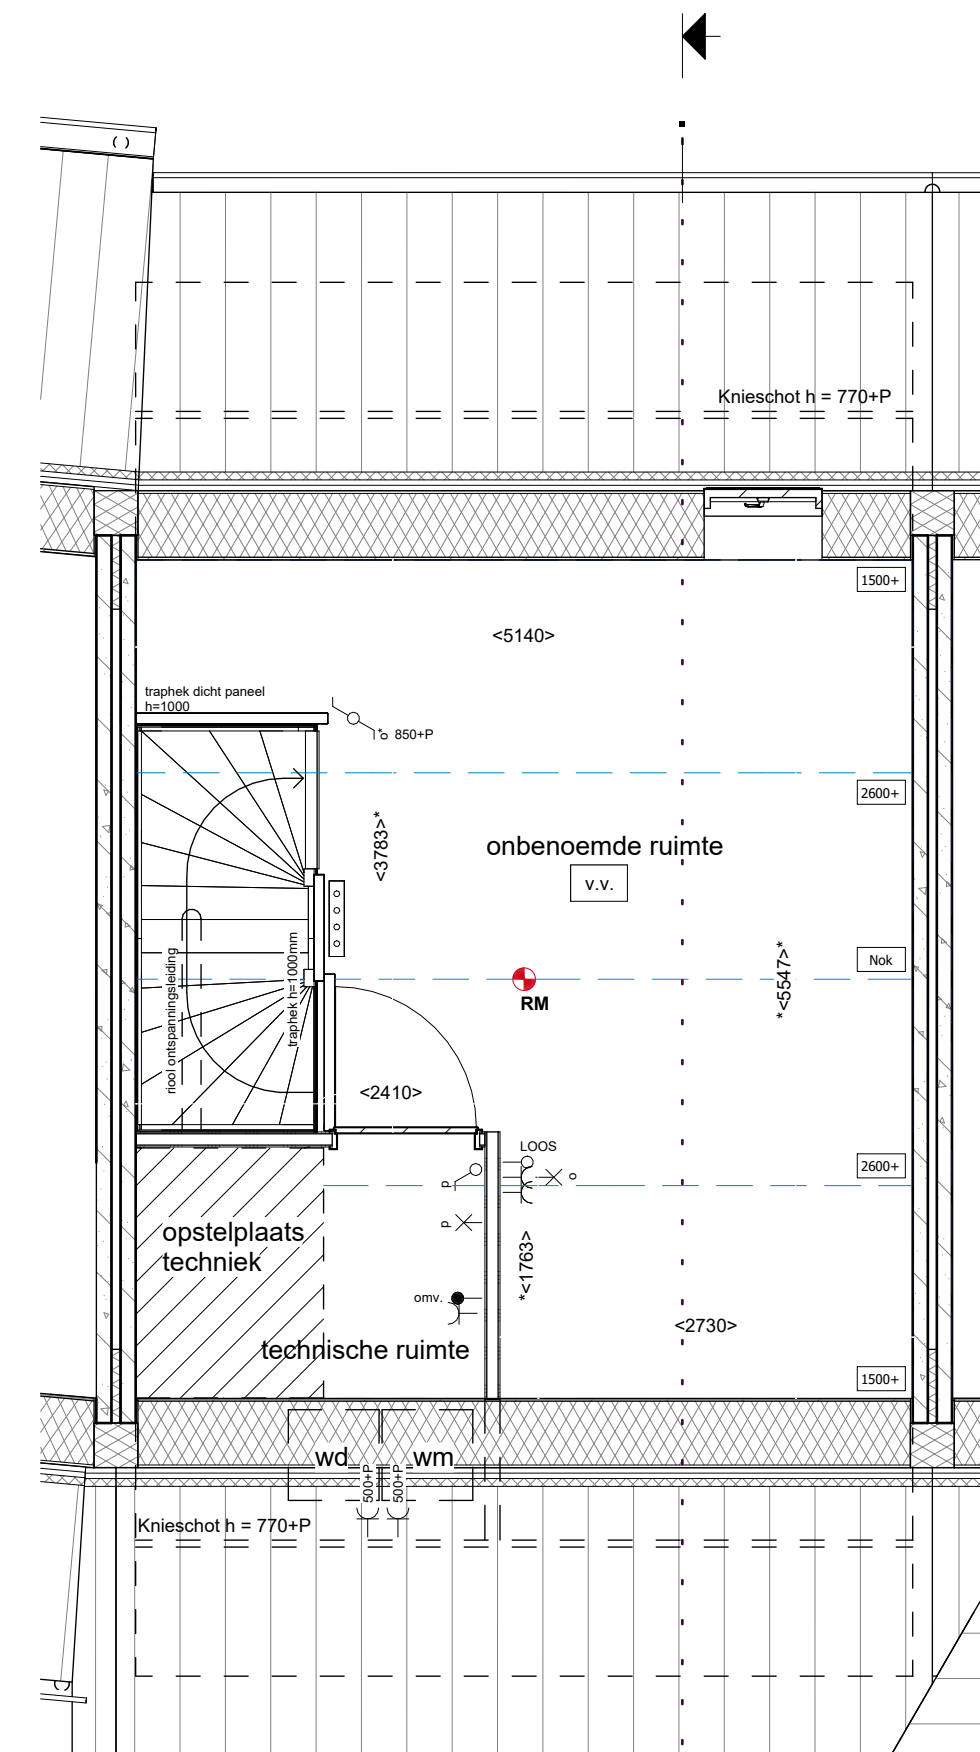 Knieschot h = 770+P
1500+
<5140>
traphek dicht paneel
h=1000
850+P
2600+
<3783>*
onbenoemde ruimte
v.v.
riool ontspanningsleiding
traphek h=1000mm
Nok
*<5547>*
RM
<2410>
LOOS
p
o
2600+
opstelplaats
techniek
p
*<1763>
omv.
<2730>
technische ruimte
1500+
wd
wm
500+P
500+P
Knieschot h = 770+P